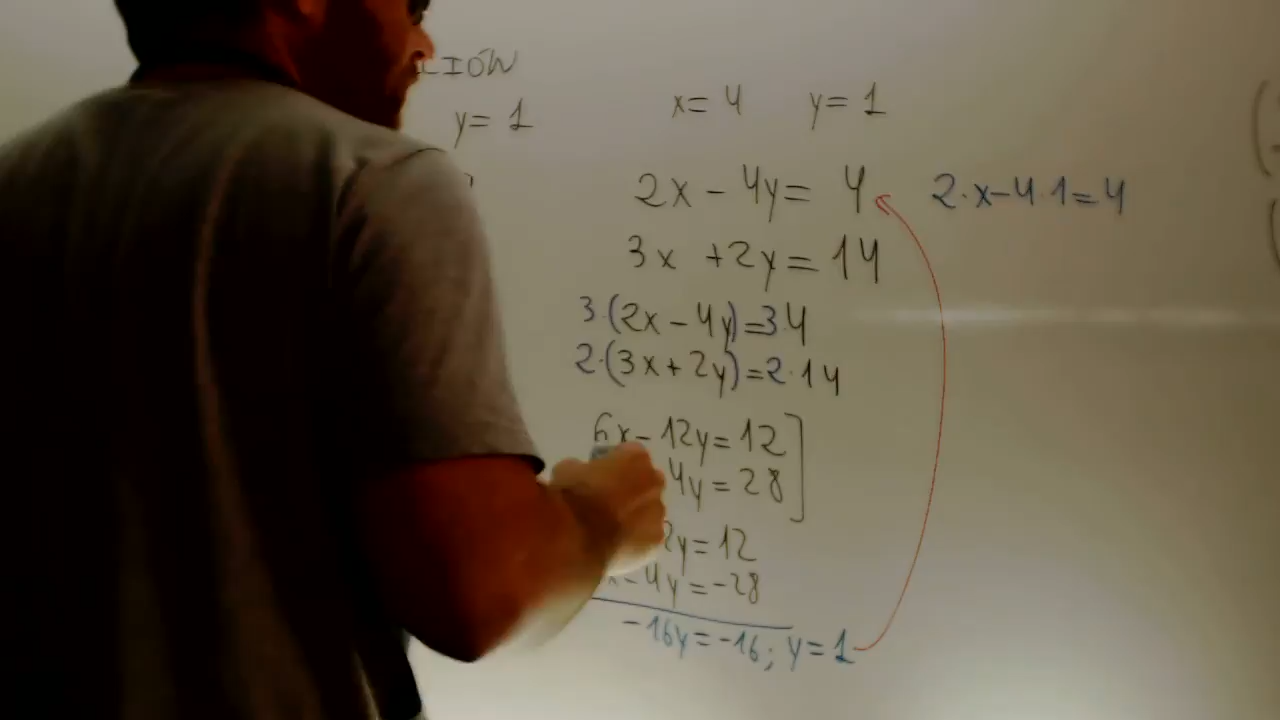 CIÓN
y= 1
x= 4 y= 1
2x - 4y= 4 2·x-4·1=4
3x +2y= 14
3·(2x - 4y)=3·4
2·(3x + 2y)=2·14
6x- 12y= 12
4y= 28
2y= 12
x-4y=-28
-16y=-16; y=1